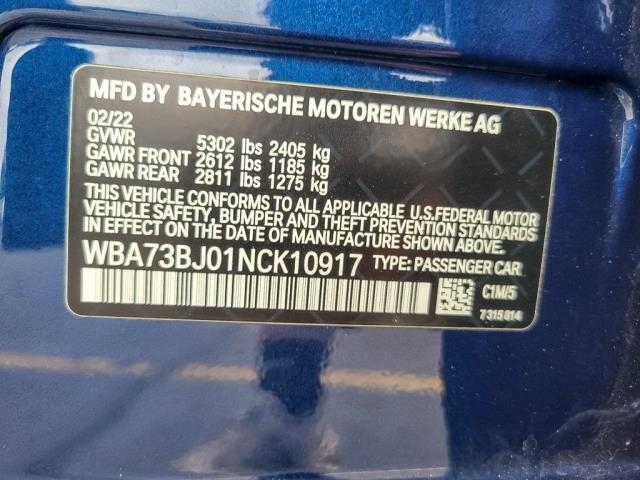 MFD BY BAYERISCHE MOTOREN WERKE AG
02/22
GVWR 5302 lbs 2405 kg
GAWR FRONT 2612 lbs 1185 kg
GAWR REAR 2811 lbs 1275 kg
THIS VEHICLE CONFORMS TO ALL APPLICABLE U.S.FEDERAL MOTOR
VEHICLE SAFETY, BUMPER AND THEFT PREVENTION STANDARDS
IN EFFECT ON THE DATE OF MANUFACTURE SHOWN ABOVE.
WBA73BJ01NCK10917 TYPE: PASSENGER CAR
C1M/5
7315814